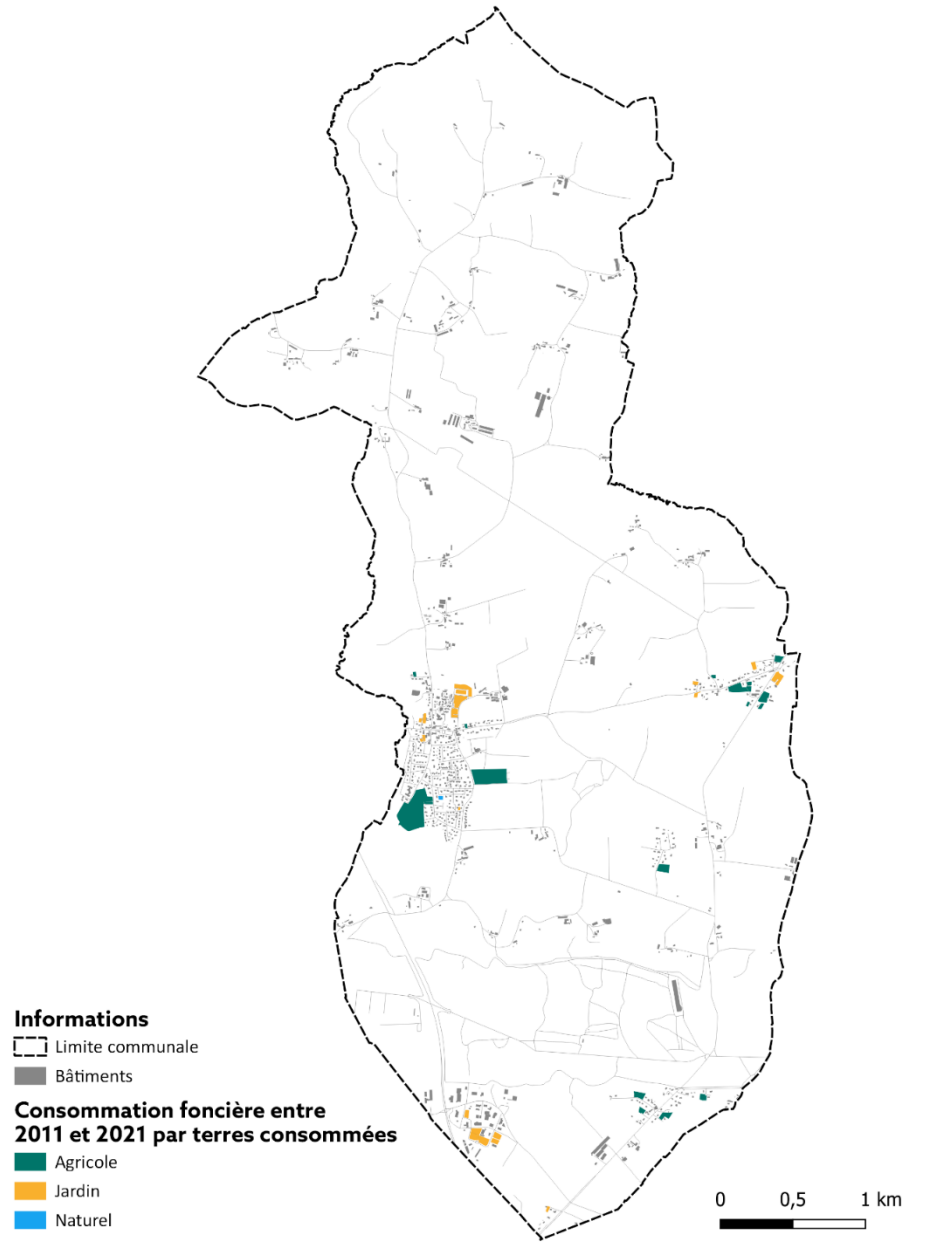 Informations
Limite communale
Bâtiments
Consommation foncière entre
2011 et 2021 par terres consommées
Agricole
Jardin
Naturel
0 0,5 1 km